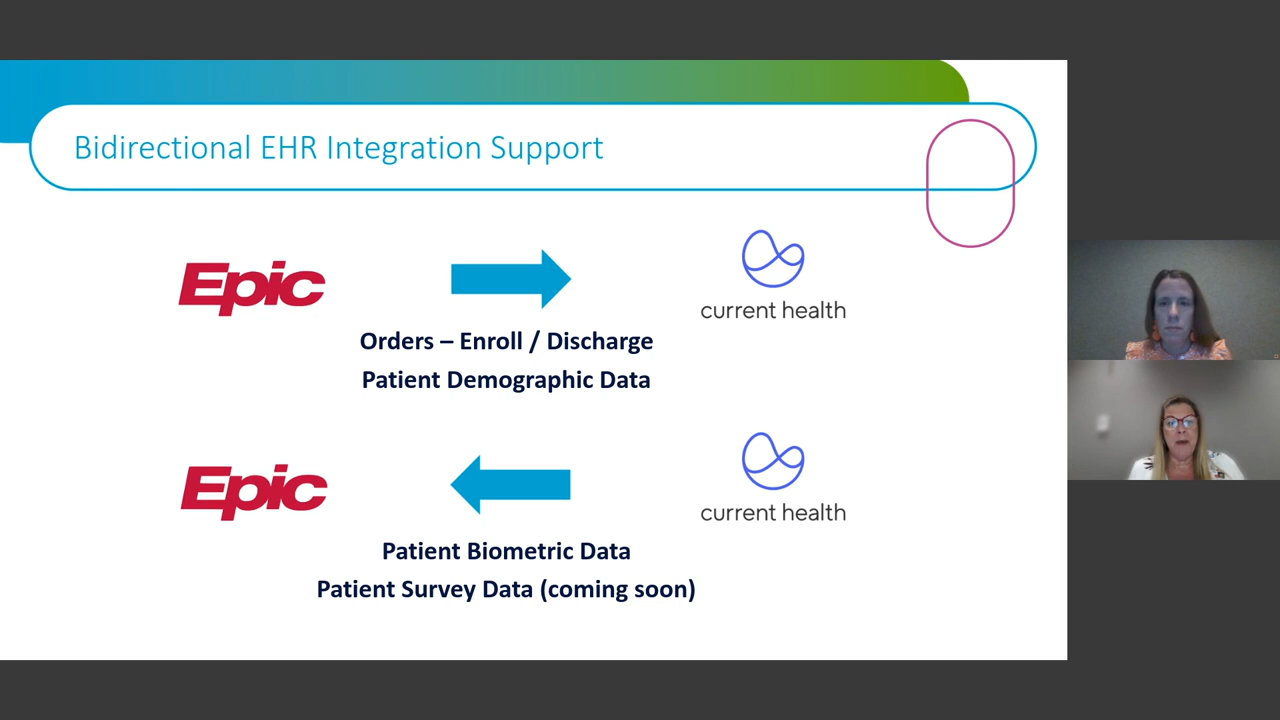 Bidirectional EHR Integration Support
Epic
current health
Orders – Enroll / Discharge
Patient Demographic Data
Epic
current health
Patient Biometric Data
Patient Survey Data (coming soon)